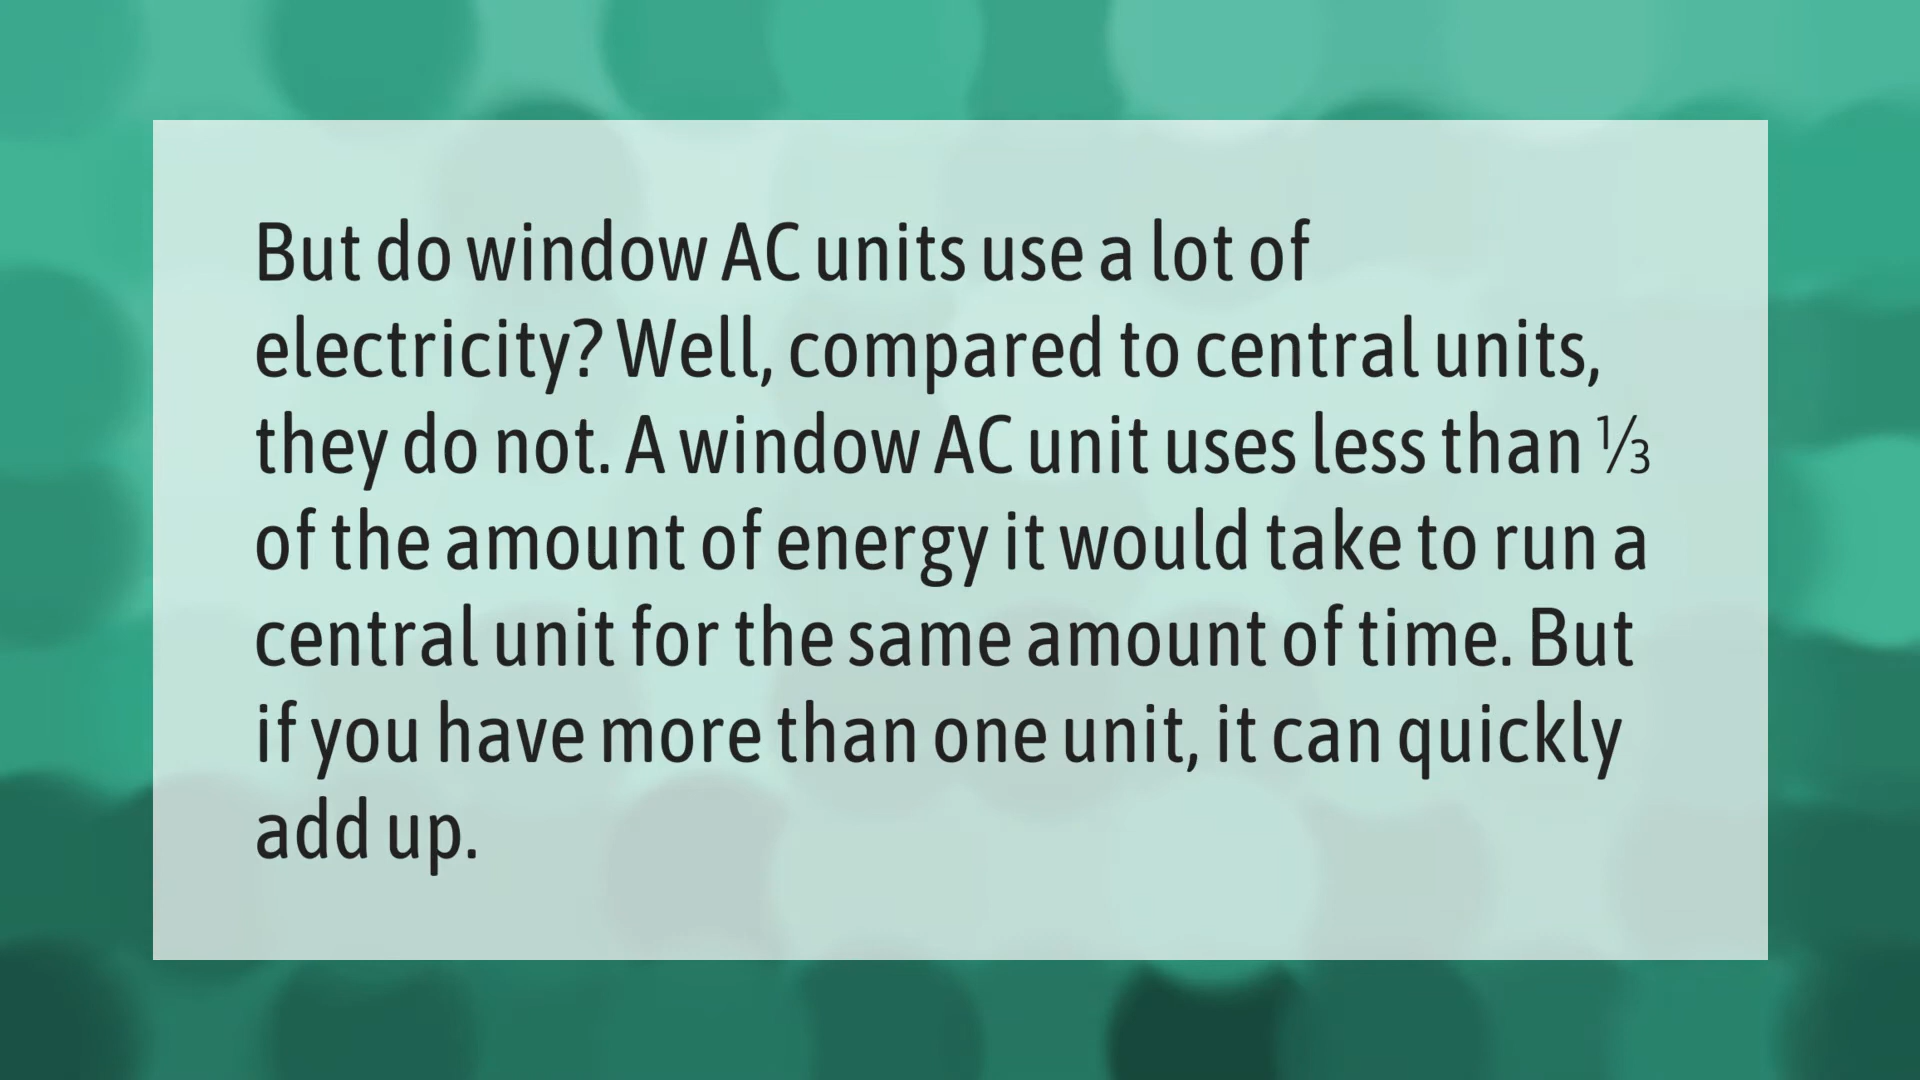 But do window AC units use a lot of
electricity? Well, compared to central units,
they do not. A window AC unit uses less than ⅓
of the amount of energy it would take to run a
central unit for the same amount of time. But
if you have more than one unit, it can quickly
add up.